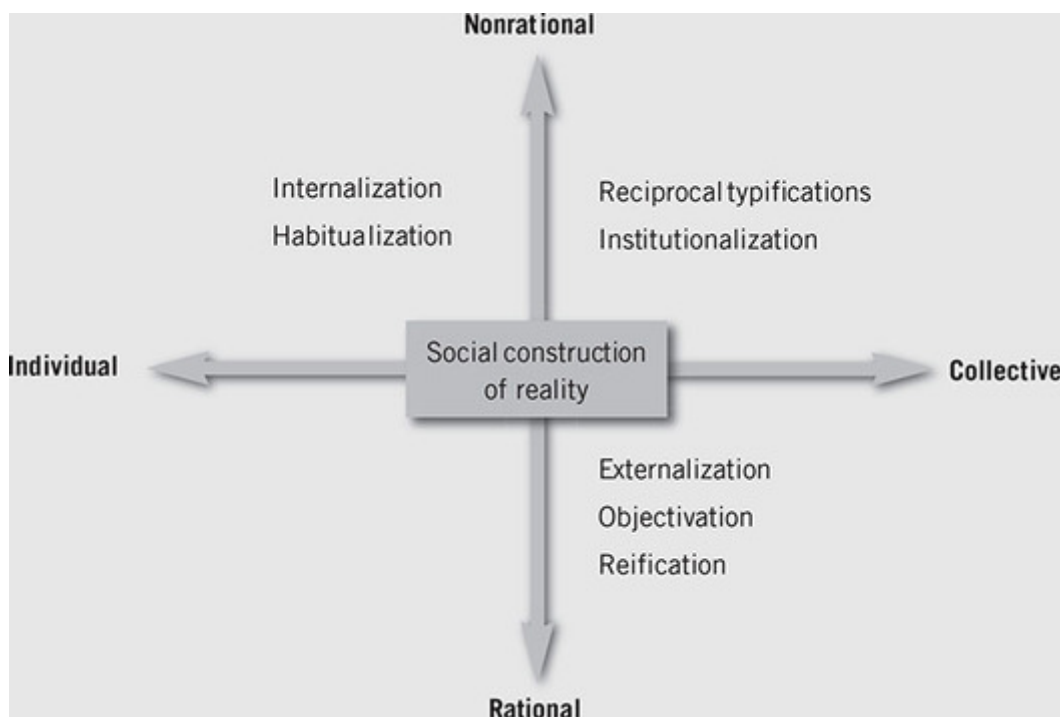 Nonrational
Internalization
Habitualization
Reciprocal typifications
Institutionalization
Individual
Social construction
of reality
Collective
Externalization
Objectivation
Reification
Rational